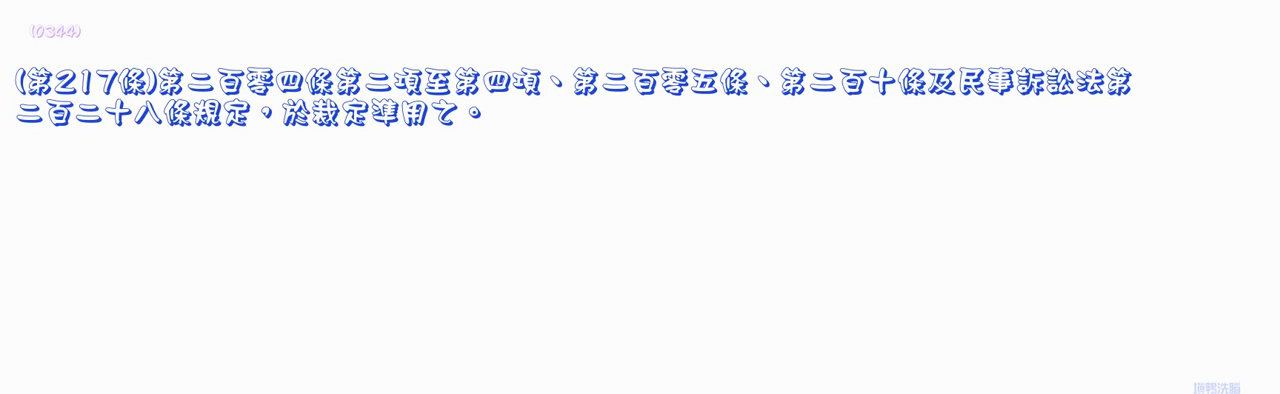 (0344)
(第217條)第二百零四條第二項至第四項、第二百零五條、第二百十條及民事訴訟法第
二百二十八條規定，於裁定準用之。